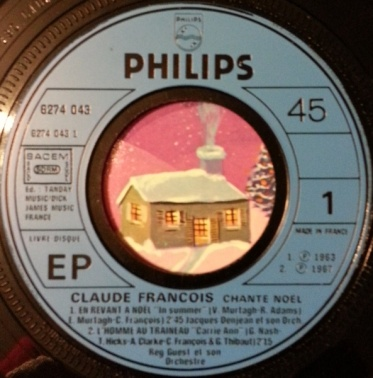 PHILIPS
PHILIPS
6274 043
6274 043 1
45
SACEM
SDRM
Ed. : TANDAY
MUSIC/DICK
JAMES MUSIC
FRANCE
1
MADE IN FRANCE
LIVRE DISQUE
EP
1. Ⓟ 1963
2. Ⓟ 1967
CLAUDE FRANCOIS CHANTE NOEL
1. EN REVANT A NOEL "In summer" (V. Murtagh-R. Adams)
E. Murtagh-C. François) 2'45 Jacques Denjean et son Orch
2. L'HOMME AU TRAINEAU "Carrie Ann" (G. Nash-
T. Hicks-A. Clarke-C. François & G. Thibaut) 2'15
Reg Guest et son
Orchestre